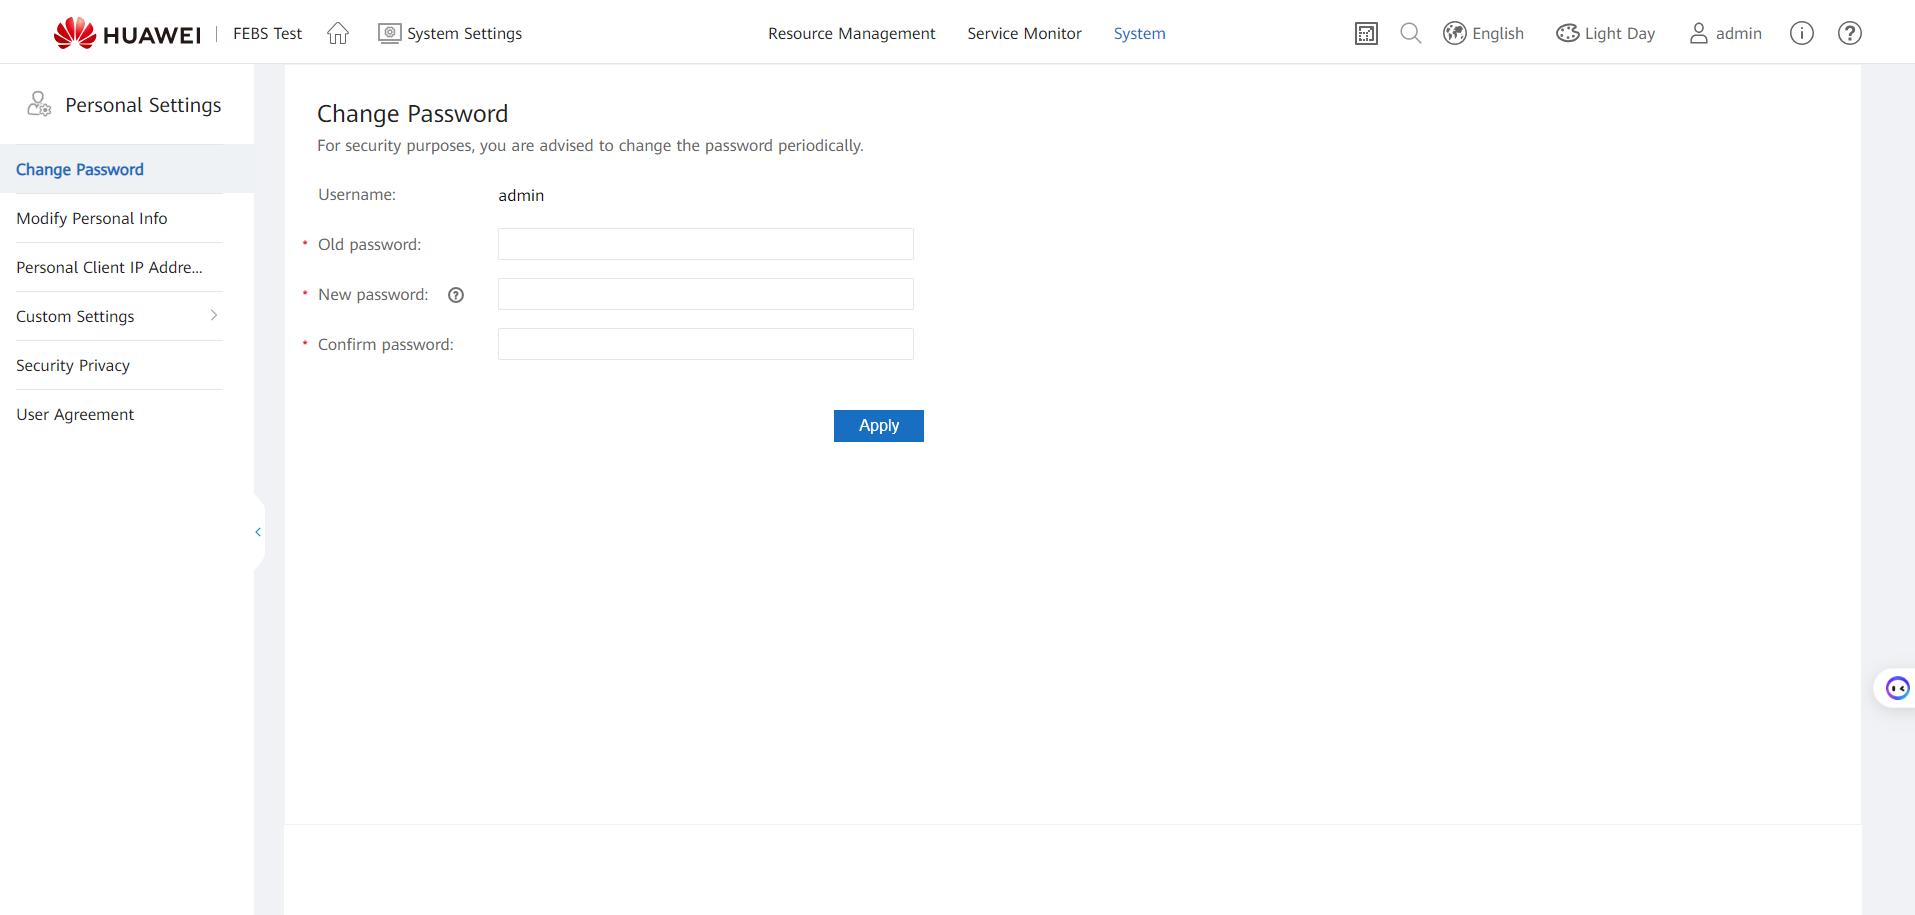 HUAWEI FEBS Test System Settings Resource Management Service Monitor System English Light Day admin
Personal Settings
Change Password
Modify Personal Info
Personal Client IP Addre...
Custom Settings
Security Privacy
User Agreement
Change Password
For security purposes, you are advised to change the password periodically.
Username: admin
* Old password:
* New password:
* Confirm password:
Apply